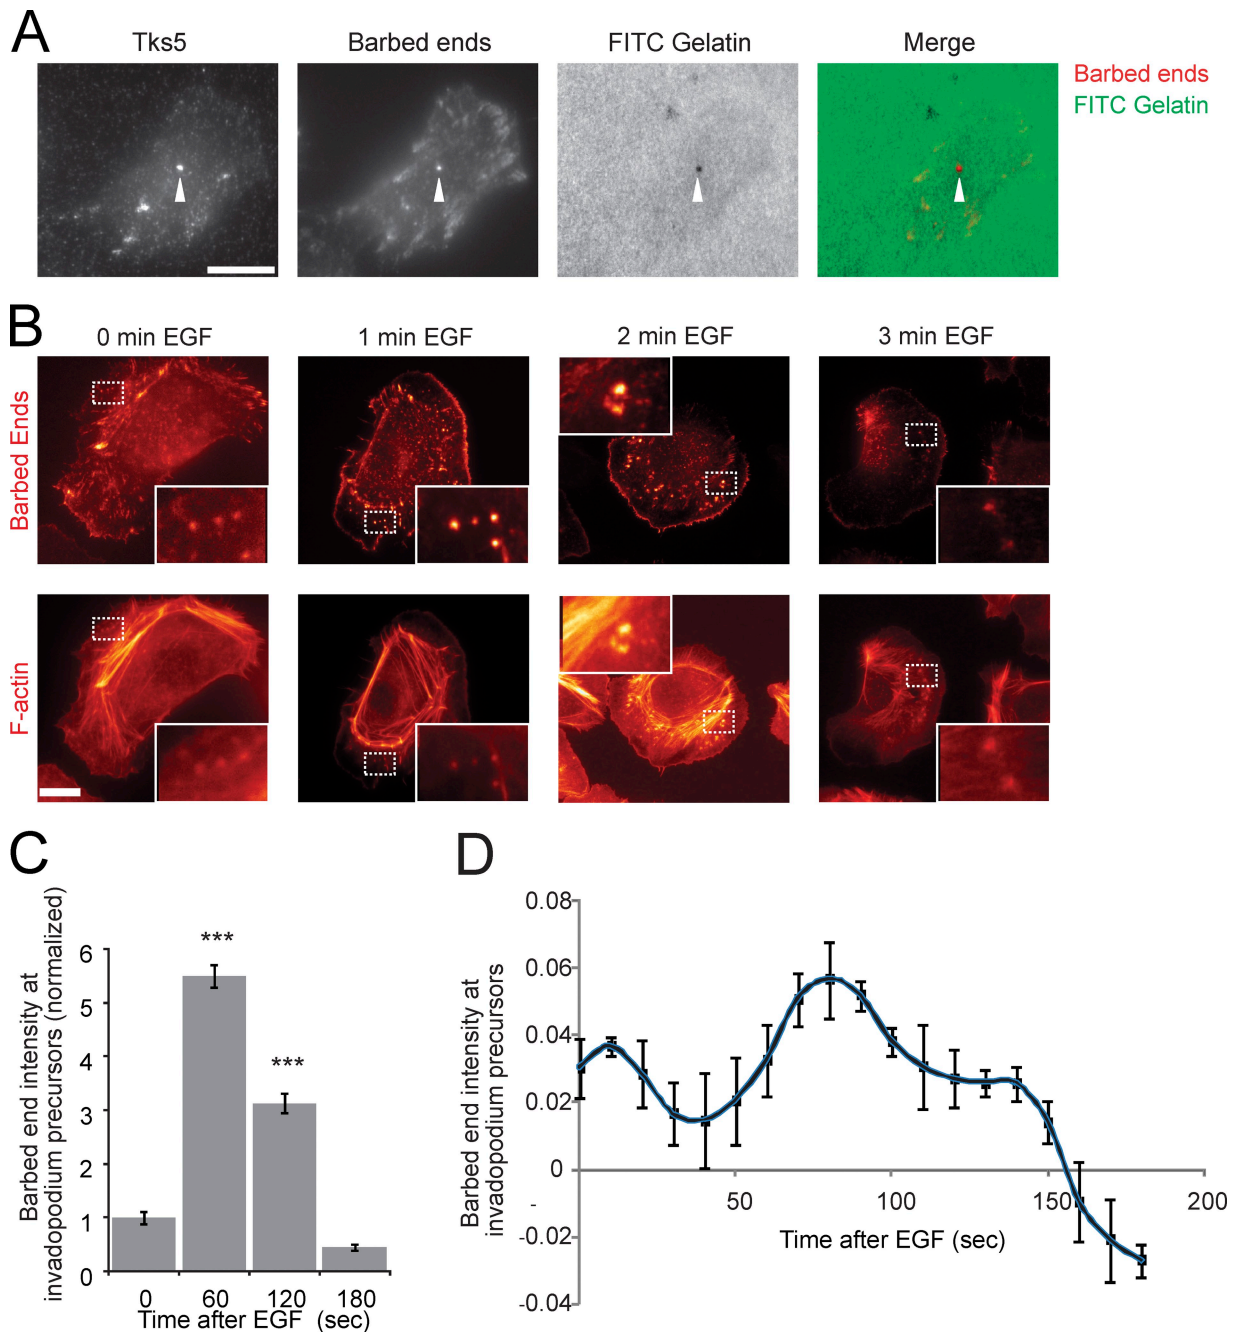 A
Tks5
Barbed ends
FITC Gelatin
Merge
Barbed ends
FITC Gelatin
B
0 min EGF
1 min EGF
2 min EGF
3 min EGF
Barbed Ends
F-actin
C
Barbed end intensity at
invadopodium precursors (normalized)
6
5
4
3
2
1
0
***
***
0
60
120
180
Time after EGF (sec)
D
Barbed end intensity at
invadopodium precursors
0.08
0.06
0.04
0.02
0
-
-0.02
-0.04
50
100
150
200
Time after EGF (sec)